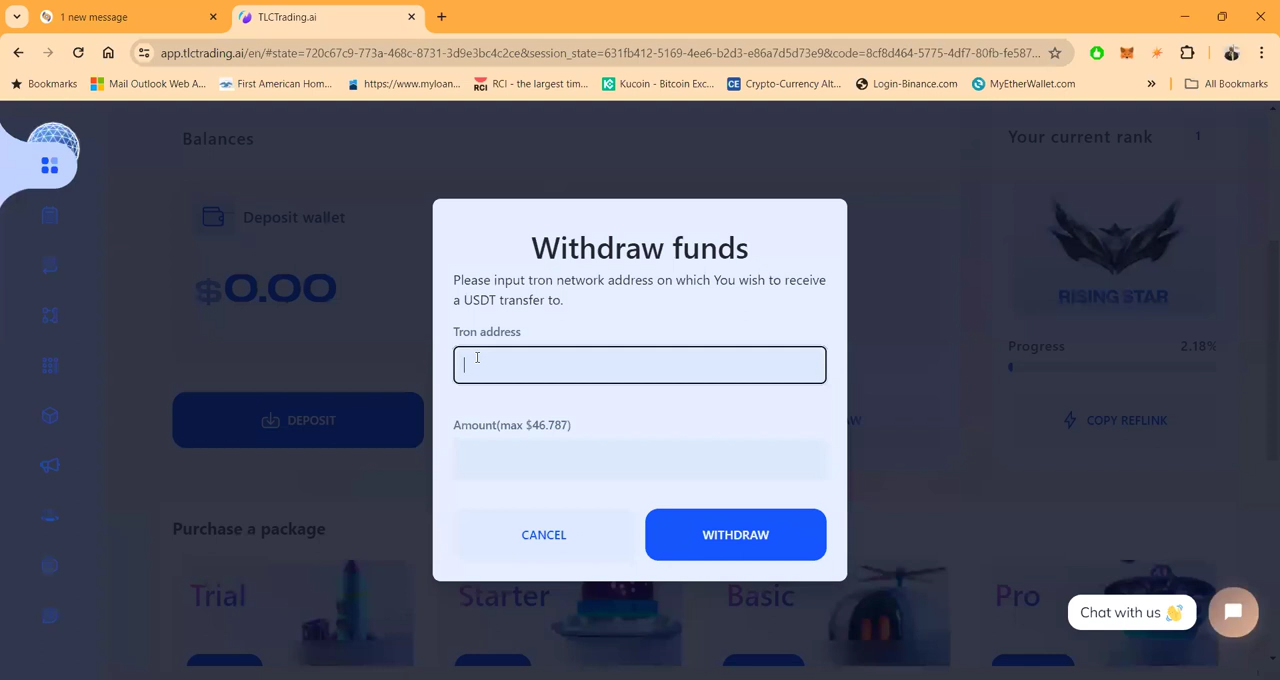 1 new message
TLCTrading.ai
app.tlctrading.ai/en/#state=720c67c9-773a-468c-8731-3d9e3bc4c2ce&session_state=631fb412-5169-4ee6-b2d3-e86a7d5d73e9&code=8cf8d464-5775-4df7-80fb-fe587...
Bookmarks
Mail Outlook Web A...
First American Hom...
https://www.myloan...
RCI - the largest tim...
Kucoin - Bitcoin Exc...
Crypto-Currency Alt...
Login-Binance.com
MyEtherWallet.com
All Bookmarks
Balances
Your current rank 1
Deposit wallet
$0.00
RISING STAR
Progress 2.18%
DEPOSIT
COPY REFLINK
Withdraw funds
Please input tron network address on which You wish to receive
a USDT transfer to.
Tron address
Amount(max $46.787)
CANCEL
WITHDRAW
Purchase a package
Trial
Starter
Basic
Pro
Chat with us 👋